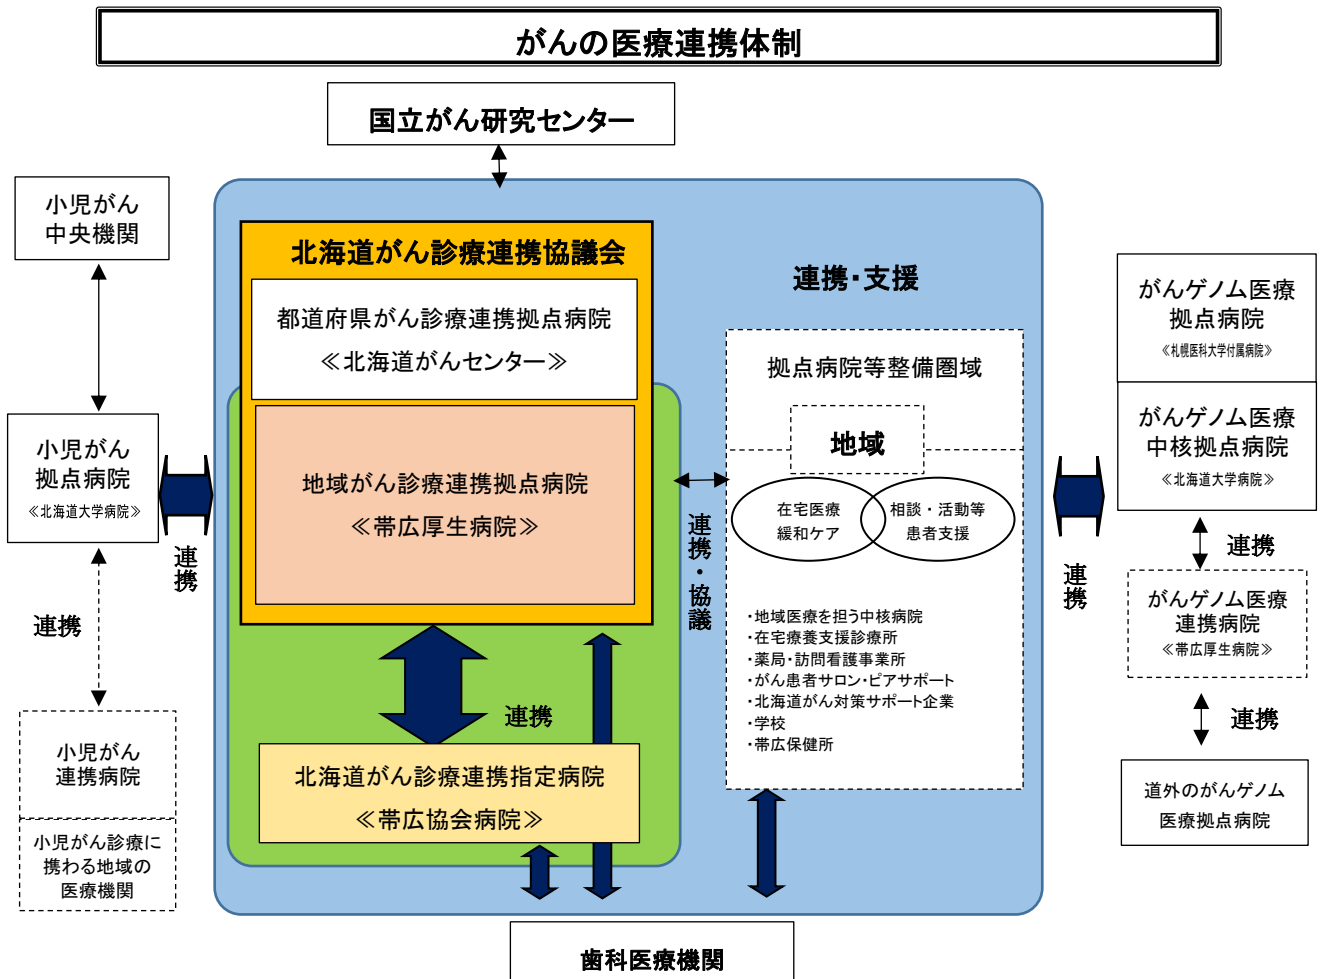 がんの医療連携体制
国立がん研究センター
小児がん
中央機関
小児がん
拠点病院
≪北海道大学病院≫
連携
連携
小児がん
連携病院
小児がん診療に
携わる地域の
医療機関
北海道がん診療連携協議会
都道府県がん診療連携拠点病院
≪北海道がんセンター≫
地域がん診療連携拠点病院
≪帯広厚生病院≫
連携
北海道がん診療連携指定病院
≪帯広協会病院≫
連携・協議
連携・支援
拠点病院等整備圏域
地域
在宅医療
緩和ケア
相談・活動等
患者支援
・地域医療を担う中核病院
・在宅療養支援診療所
・薬局・訪問看護事業所
・がん患者サロン・ピアサポート
・北海道がん対策サポート企業
・学校
・帯広保健所
連携
がんゲノム医療
拠点病院
≪札幌医科大学付属病院≫
がんゲノム医療
中核拠点病院
≪北海道大学病院≫
連携
がんゲノム医療
連携病院
≪帯広厚生病院≫
連携
道外のがんゲノム
医療拠点病院
歯科医療機関